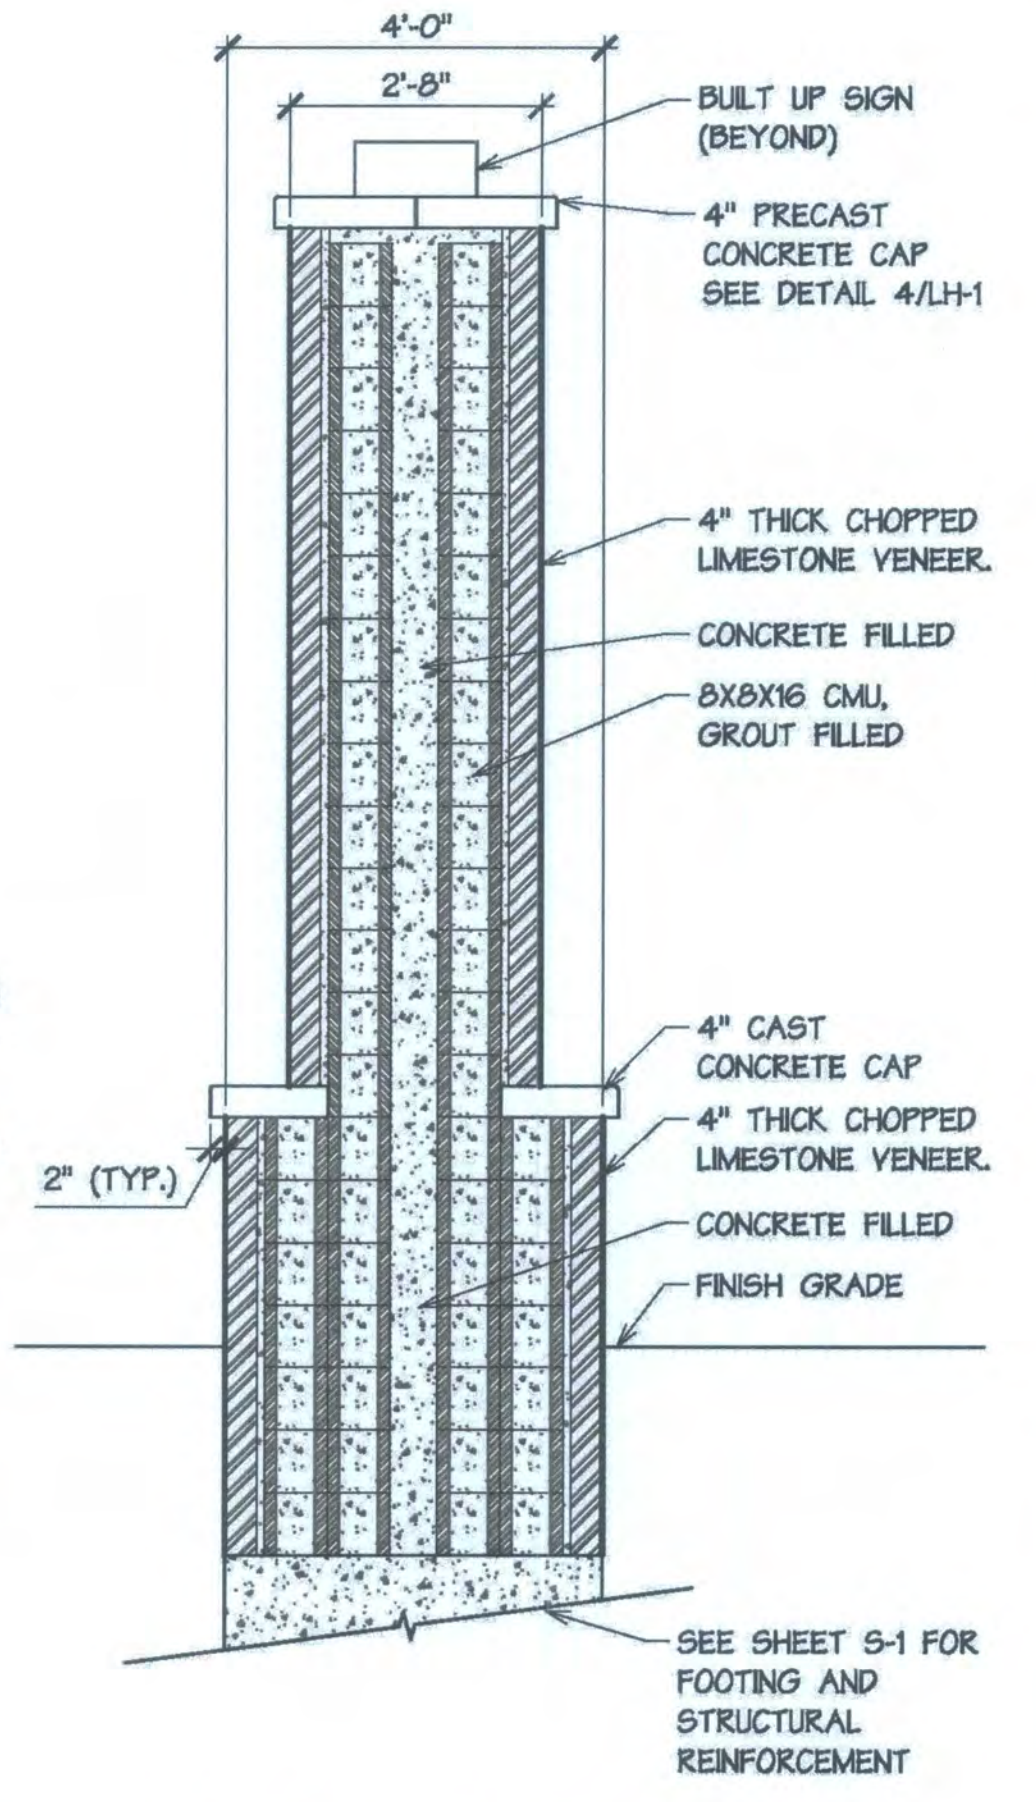 4'-0"
2'-8"
BUILT UP SIGN
(BEYOND)
4" PRECAST
CONCRETE CAP
SEE DETAIL 4/LH-1
4" THICK CHOPPED
LIMESTONE VENEER.
CONCRETE FILLED
8X8X16 CMU,
GROUT FILLED
4" CAST
CONCRETE CAP
4" THICK CHOPPED
LIMESTONE VENEER.
2" (TYP.)
CONCRETE FILLED
FINISH GRADE
SEE SHEET S-1 FOR
FOOTING AND
STRUCTURAL
REINFORCEMENT